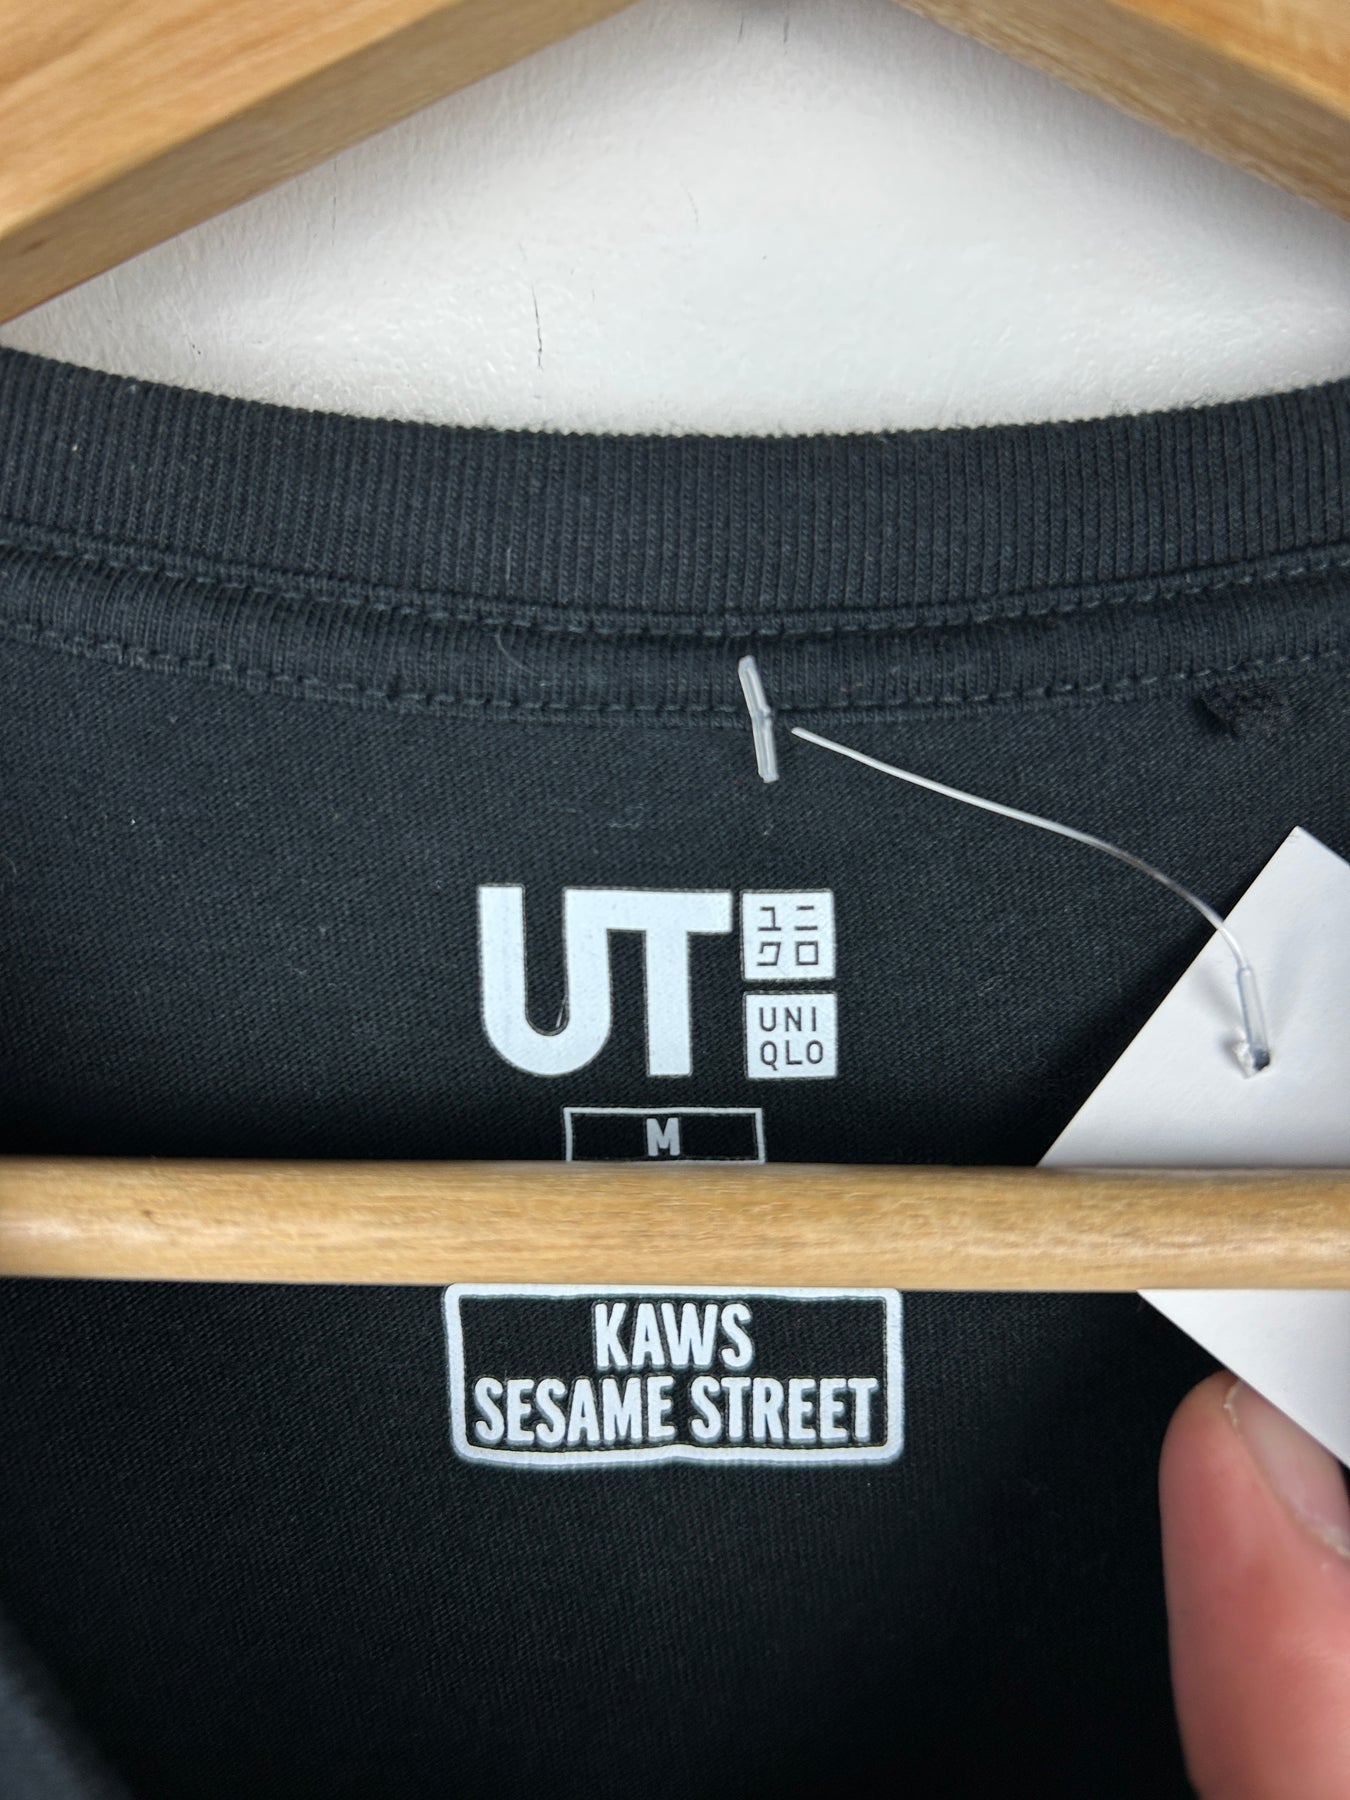 UT
ユニ
クロ
UNI
QLO
M
KAWS
SESAME STREET